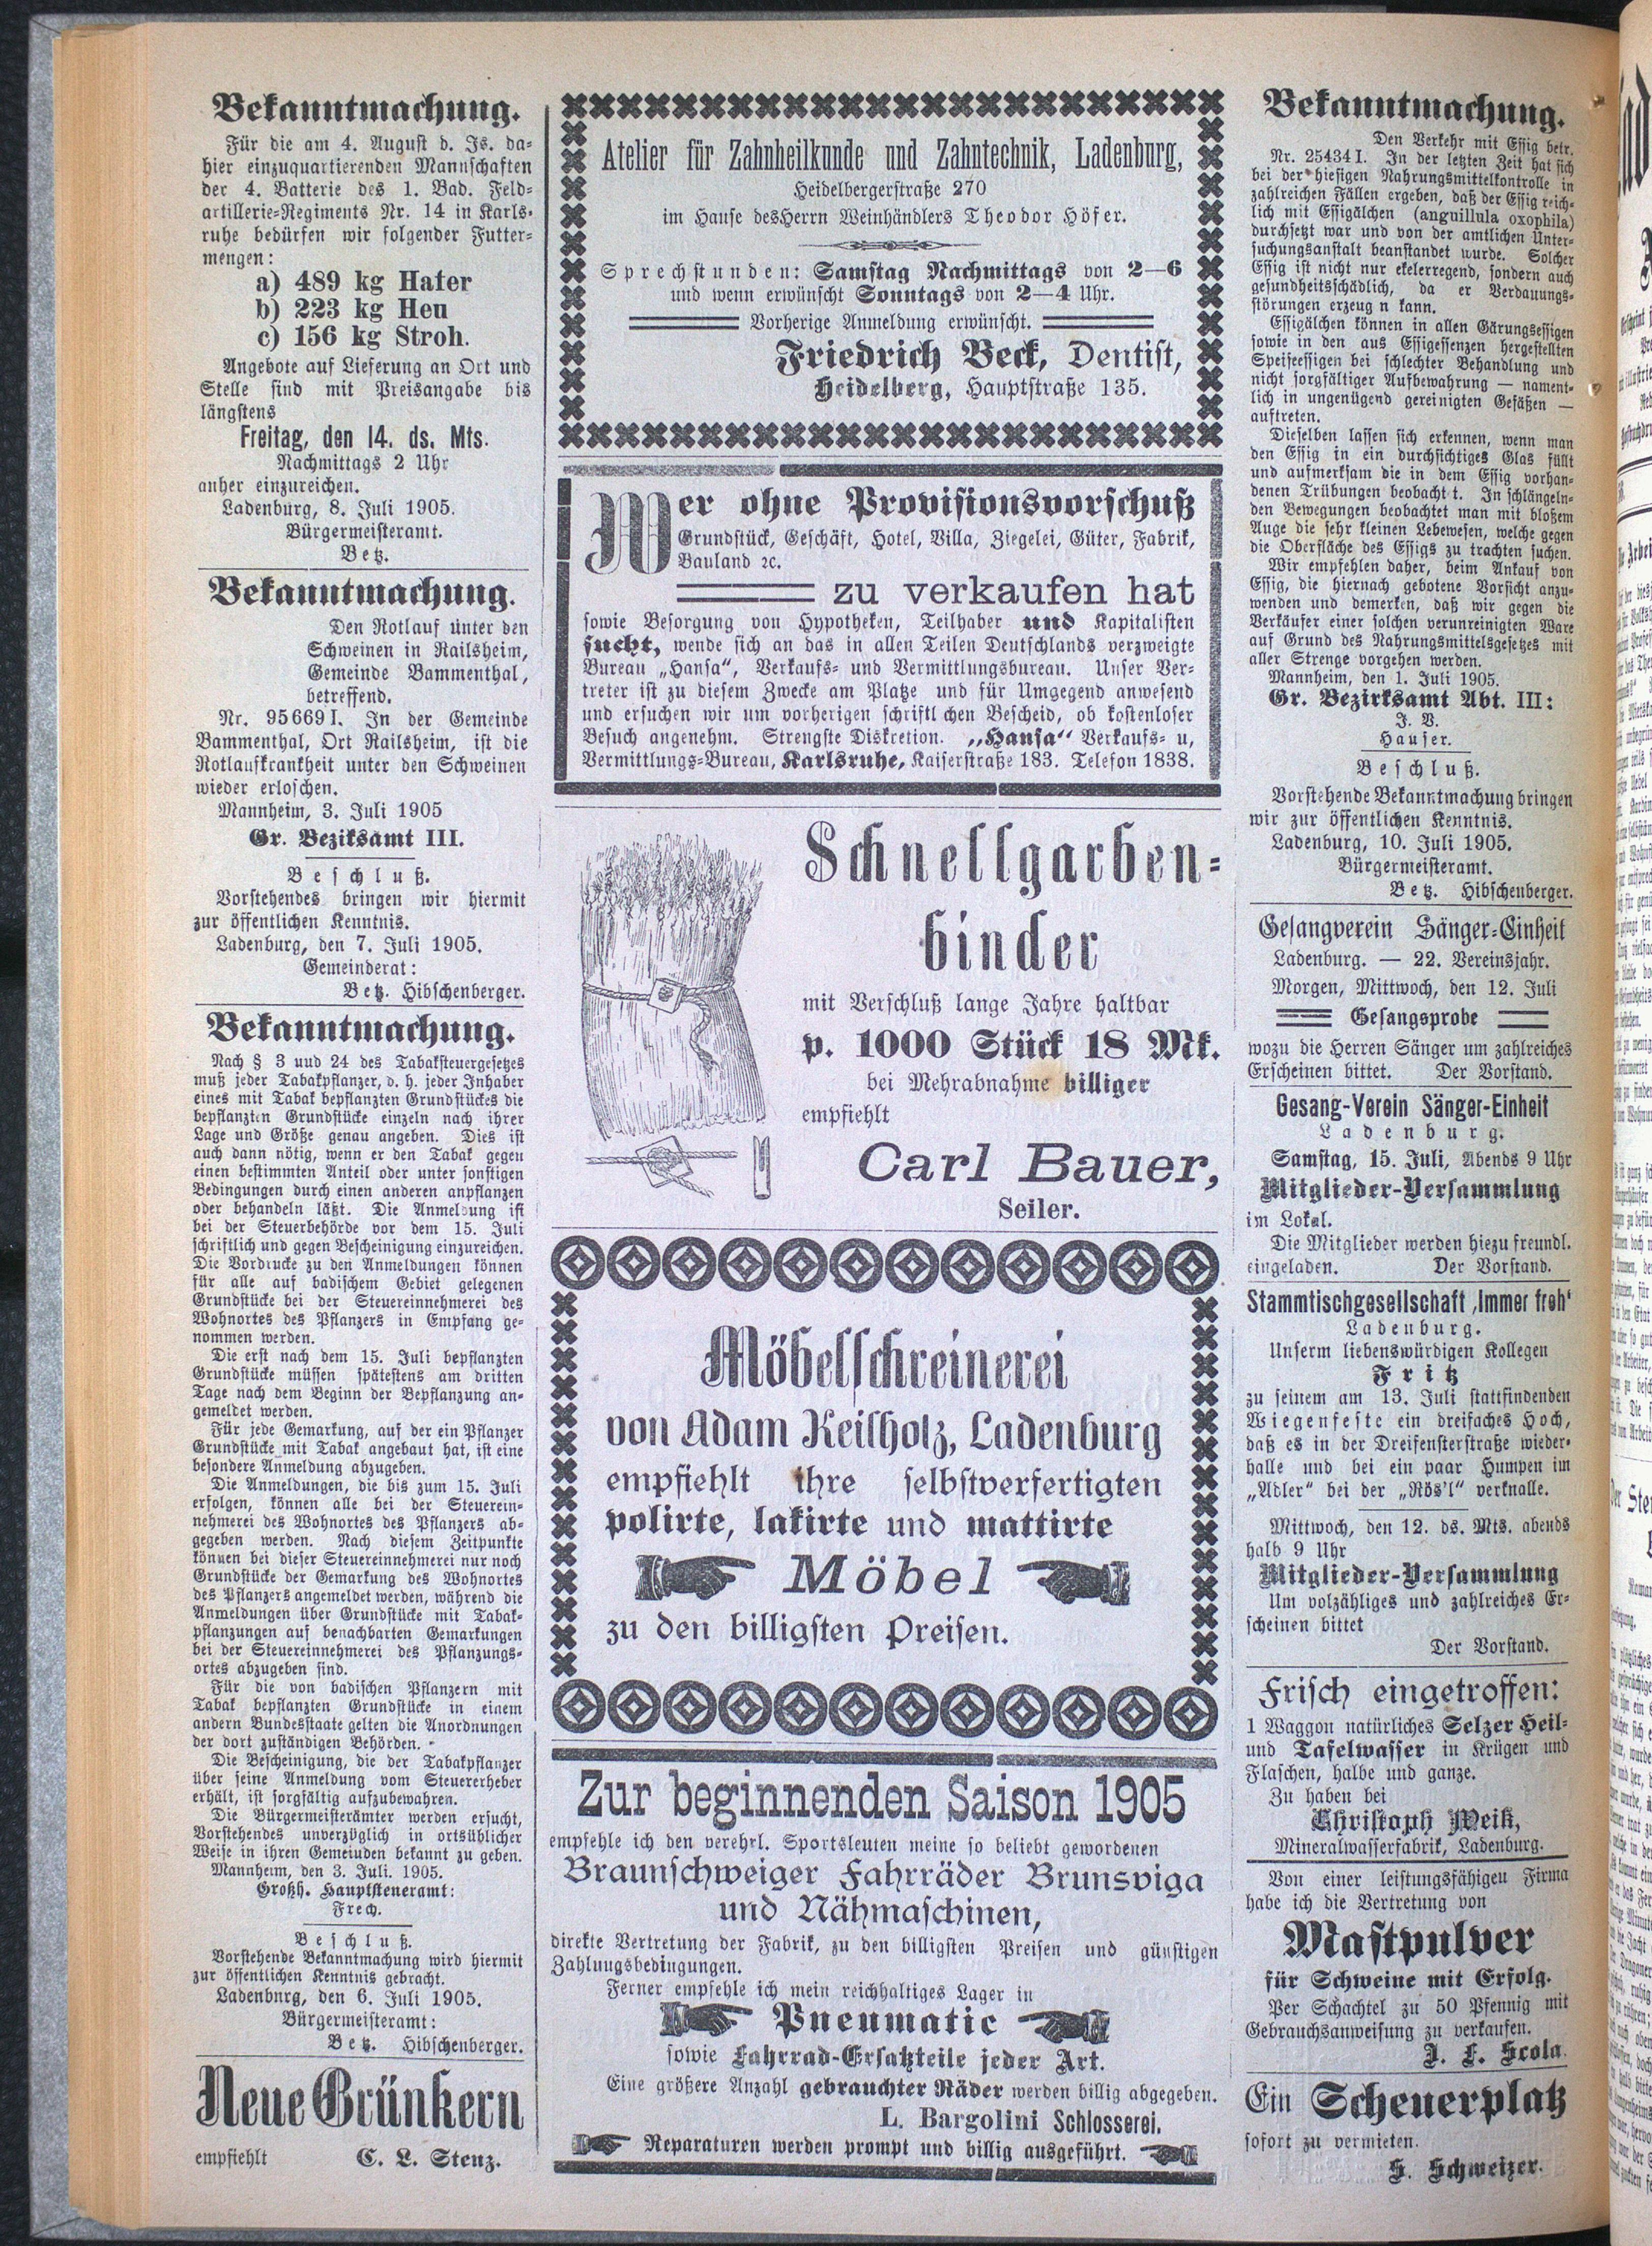 Bekanntmachung.
Für die am 4. August d. Js. da-
hier einzuquartierenden Mannschaften
der 4. Batterie des 1. Bad. Feld-
artillerie-Regiments Nr. 14 in Karls-
ruhe bedürfen wir folgender Futter-
mengen:
a) 489 kg Hafer
b) 223 kg Heu
c) 156 kg Stroh.
Angebote auf Lieferung an Ort und
Stelle sind mit Preisangabe bis
längstens
Freitag, den 14. ds. Mts.
Nachmittags 2 Uhr
anher einzureichen.
Ladenburg, 8. Juli 1905.
Bürgermeisteramt.
Betz.
Bekanntmachung.
Den Rotlauf unter den
Schweinen in Railsheim,
Gemeinde Bammenthal,
betreffend.
Nr. 95669 I. In der Gemeinde
Bammenthal, Ort Railsheim, ist die
Rotlaufkrankheit unter den Schweinen
wieder erloschen.
Mannheim, 3. Juli 1905
Gr. Beziksamt III.
Beschluß.
Vorstehendes bringen wir hiermit
zur öffentlichen Kenntnis.
Ladenburg, den 7. Juli 1905.
Gemeinderat:
Betz. Hibschenberger.
Bekanntmachung.
Nach § 3 uud 24 des Tabaksteuergesetzes
muß jeder Tabakpflanzer, d. h. jeder Inhaber
eines mit Tabak bepflanzten Grundstückes die
bepflanzten Grundstücke einzeln nach ihrer
Lage und Größe genau angeben. Dies ist
auch dann nötig, wenn er den Tabak gegen
einen bestimmten Anteil oder unter sonstigen
Bedingungen durch einen anderen anpflanzen
oder behandeln läßt. Die Anmeldung ist
bei der Steuerbehörde vor dem 15. Juli
schriftlich und gegen Bescheinigung einzureichen.
Die Vordrucke zu den Anmeldungen können
für alle auf badischem Gebiet gelegenen
Grundstücke bei der Steuereinnehmerei des
Wohnortes des Pflanzers in Empfang ge-
nommen werden.
Die erst nach dem 15. Juli bepflanzten
Grundstücke müssen spätestens am dritten
Tage nach dem Beginn der Bepflanzung an-
gemeldet werden.
Für jede Gemarkung, auf der ein Pflanzer
Grundstücke mit Tabak angebaut hat, ist eine
besondere Anmeldung abzugeben.
Die Anmeldungen, die bis zum 15. Juli
erfolgen, können alle bei der Steuerein-
nehmerei des Wohnortes des Pflanzers ab-
gegeben werden. Nach diesem Zeitpunkte
können bei dieser Steuereinnehmerei nur noch
Grundstücke der Gemarkung des Wohnortes
des Pflanzers angemeldet werden, während die
Anmeldungen über Grundstücke mit Tabak-
pflanzungen auf benachbarten Gemarkungen
bei der Steuereinnehmerei des Pflanzungs-
ortes abzugeben sind.
Für die von badischen Pflanzern mit
Tabak bepflanzten Grundstücke in einem
andern Bundesstaate gelten die Anordnungen
der dort zuständigen Behörden.
Die Bescheinigung, die der Tabakpflanzer
über seine Anmeldung vom Steuererheber
erhält, ist sorgfältig aufzubewahren.
Die Bürgermeisterämter werden ersucht,
Vorstehendes unverzüglich in ortsüblicher
Weise in ihren Gemeiuden bekannt zu geben.
Mannheim, den 3. Juli. 1905.
Großh. Hauptsteneramt:
Frech.
Beschluß.
Vorstehende Bekanntmachung wird hiermit
zur öffentlichen Kenntnis gebracht.
Ladenbnrg, den 6. Juli 1905.
Bürgermeisteramt:
Betz. Hibschenberger.
Neue Grünkern
empfiehlt C. L. Stenz.
Atelier für Zahnheilkunde und Zahntechnik, Ladenburg,
Heidelbergerstraße 270
im Hause desHerrn Weinhändlers Theodor Höfer.
Sprechstunden: Samstag Nachmittags von 2—6
und wenn erwünscht Sonntags von 2—4 Uhr.
Vorherige Anmeldung erwünscht.
Friedrich Beck, Dentist,
Heidelberg, Hauptstraße 135.
Wer ohne Provisionsvorschuß
Grundstück, Geschäft, Hotel, Villa, Ziegelei, Güter, Fabrik,
Bauland ꝛc.
zu verkaufen hat
sowie Besorgung von Hypotheken, Teilhaber und Kapitalisten
sucht, wende sich an das in allen Teilen Deutschlands verzweigte
Bureau „Hansa“, Verkaufs- und Vermittlungsbureau. Unser Ver-
treter ist zu diesem Zwecke am Platze und für Umgegend anwesend
und ersuchen wir um vorherigen schriftl chen Bescheid, ob kostenloser
Besuch angenehm. Strengste Diskretion. „Hansa“ Verkaufs- u,
Vermittlungs-Bureau, Karlsruhe, Kaiserstraße 183. Telefon 1838.
Schnellgarben-
binder
mit Verschluß lange Jahre haltbar
p. 1000 Stück 18 Mk.
bei Mehrabnahme billiger
empfiehlt
Carl Bauer,
Seiler.
Möbelschreinerei
von Adam Keilholz, Ladenburg
empfiehlt ihre selbstverfertigten
polirte, lakirte und mattirte
Möbel
zu den billigsten Preisen.
Zur beginnenden Saison 1905
empfehle ich den verehrl. Sportsleuten meine so beliebt gewordenen
Braunschweiger Fahrräder Brunsviga
und Nähmaschinen,
direkte Vertretung der Fabrik, zu den billigsten Preisen und günstigen
Zahlungsbedingungen.
Ferner empfehle ich mein reichhaltiges Lager in
Pneumatic
sowie Fahrrad-Ersatzteile jeder Art.
Eine größere Anzahl gebrauchter Räder werden billig abgegeben.
L. Bargolini Schlosserei.
Reparaturen werden prompt und billig ausgeführt.
Bekanntmachung.
Den Verkehr mit Essig betr.
Nr. 25434 I. In der letzten Zeit hat sich
bei der hiesigen Nahrungsmittelkontrolle in
zahlreichen Fällen ergeben, daß der Essig reich-
lich mit Essigälchen (anguillula oxophila)
durchsetzt war und von der amtlichen Unter-
suchungsanstalt beanstandet wurde. Solcher
Essig ist nicht nur ekelerregend, sondern auch
gesundheitsschädlich, da er Verdauungs-
störungen erzeug n kann.
Essigälchen können in allen Gärungsessigen
sowie in den aus Essigessenzen hergestellten
Speiseessigen bei schlechter Behandlung und
nicht sorgfältiger Aufbewahrung — nament-
lich in ungenügend gereinigten Gefäßen —
auftreten.
Dieselben lassen sich erkennen, wenn man
den Essig in ein durchsichtiges Glas füllt
und aufmerksam die in dem Essig vorhan-
denen Trübungen beobacht t. In schlängeln-
den Bewegungen beobachtet man mit bloßem
Auge die sehr kleinen Lebewesen, welche gegen
die Oberfläche des Essigs zu trachten suchen.
Wir empfehlen daher, beim Ankauf von
Essig, die hiernach gebotene Vorsicht anzu-
wenden und bemerken, daß wir gegen die
Verkäufer einer solchen verunreinigten Ware
auf Grund des Nahrungsmittelsgesetzes mit
aller Strenge vorgehen werden.
Mannheim, den 1. Juli 1905.
Gr. Bezirksamt Abt. III:
J. V.
Hauser.
Beschluß.
Vorstehende Bekanntmachung bringen
wir zur öffentlichen Kenntnis.
Ladenburg, 10. Juli 1905.
Bürgermeisteramt.
Betz. Hibschenberger.
Gesangverein Sänger-Einheit
Ladenburg. — 22. Vereinsjahr.
Morgen, Mittwoch, den 12. Juli
Gesangsprobe
wozu die Herren Sänger um zahlreiches
Erscheinen bittet. Der Vorstand.
Gesang-Verein Sänger-Einheit
Ladenburg.
Samstag, 15. Juli, Abends 9 Uhr
Mitglieder-Versammlung
im Lokal.
Die Mitglieder werden hiezu freundl.
eingeladen. Der Vorstand.
Stammtischgesellschaft ‚Immer froh‘
Ladenburg.
Unserm liebenswürdigen Kollegen
Fritz
zu seinem am 13. Juli stattfindenden
Wiegenfeste ein dreifaches Hoch,
daß es in der Dreifensterstraße wieder-
halle und bei ein paar Humpen im
„Adler“ bei der „Rös'l“ verknalle.
Mittwoch, den 12. ds. Mts. abends
halb 9 Uhr
Mitglieder-Versammlung
Um volzähliges und zahlreiches Er-
scheinen bittet
Der Vorstand.
Frisch eingetroffen:
1 Waggon natürliches Selzer Heil-
und Tafelwasser in Krügen und
Flaschen, halbe und ganze.
Zu haben bei
Christoph Weik,
Mineralwasserfabrik, Ladenburg.
Von einer leistungsfähigen Firma
habe ich die Vertretung von
Mastpulver
für Schweine mit Erfolg.
Per Schachtel zu 50 Pfennig mit
Gebrauchsanweisung zu verkaufen.
J. F. Scola.
Ein Scheuerplatz
sofort zu vermieten.
S. Schweizer.